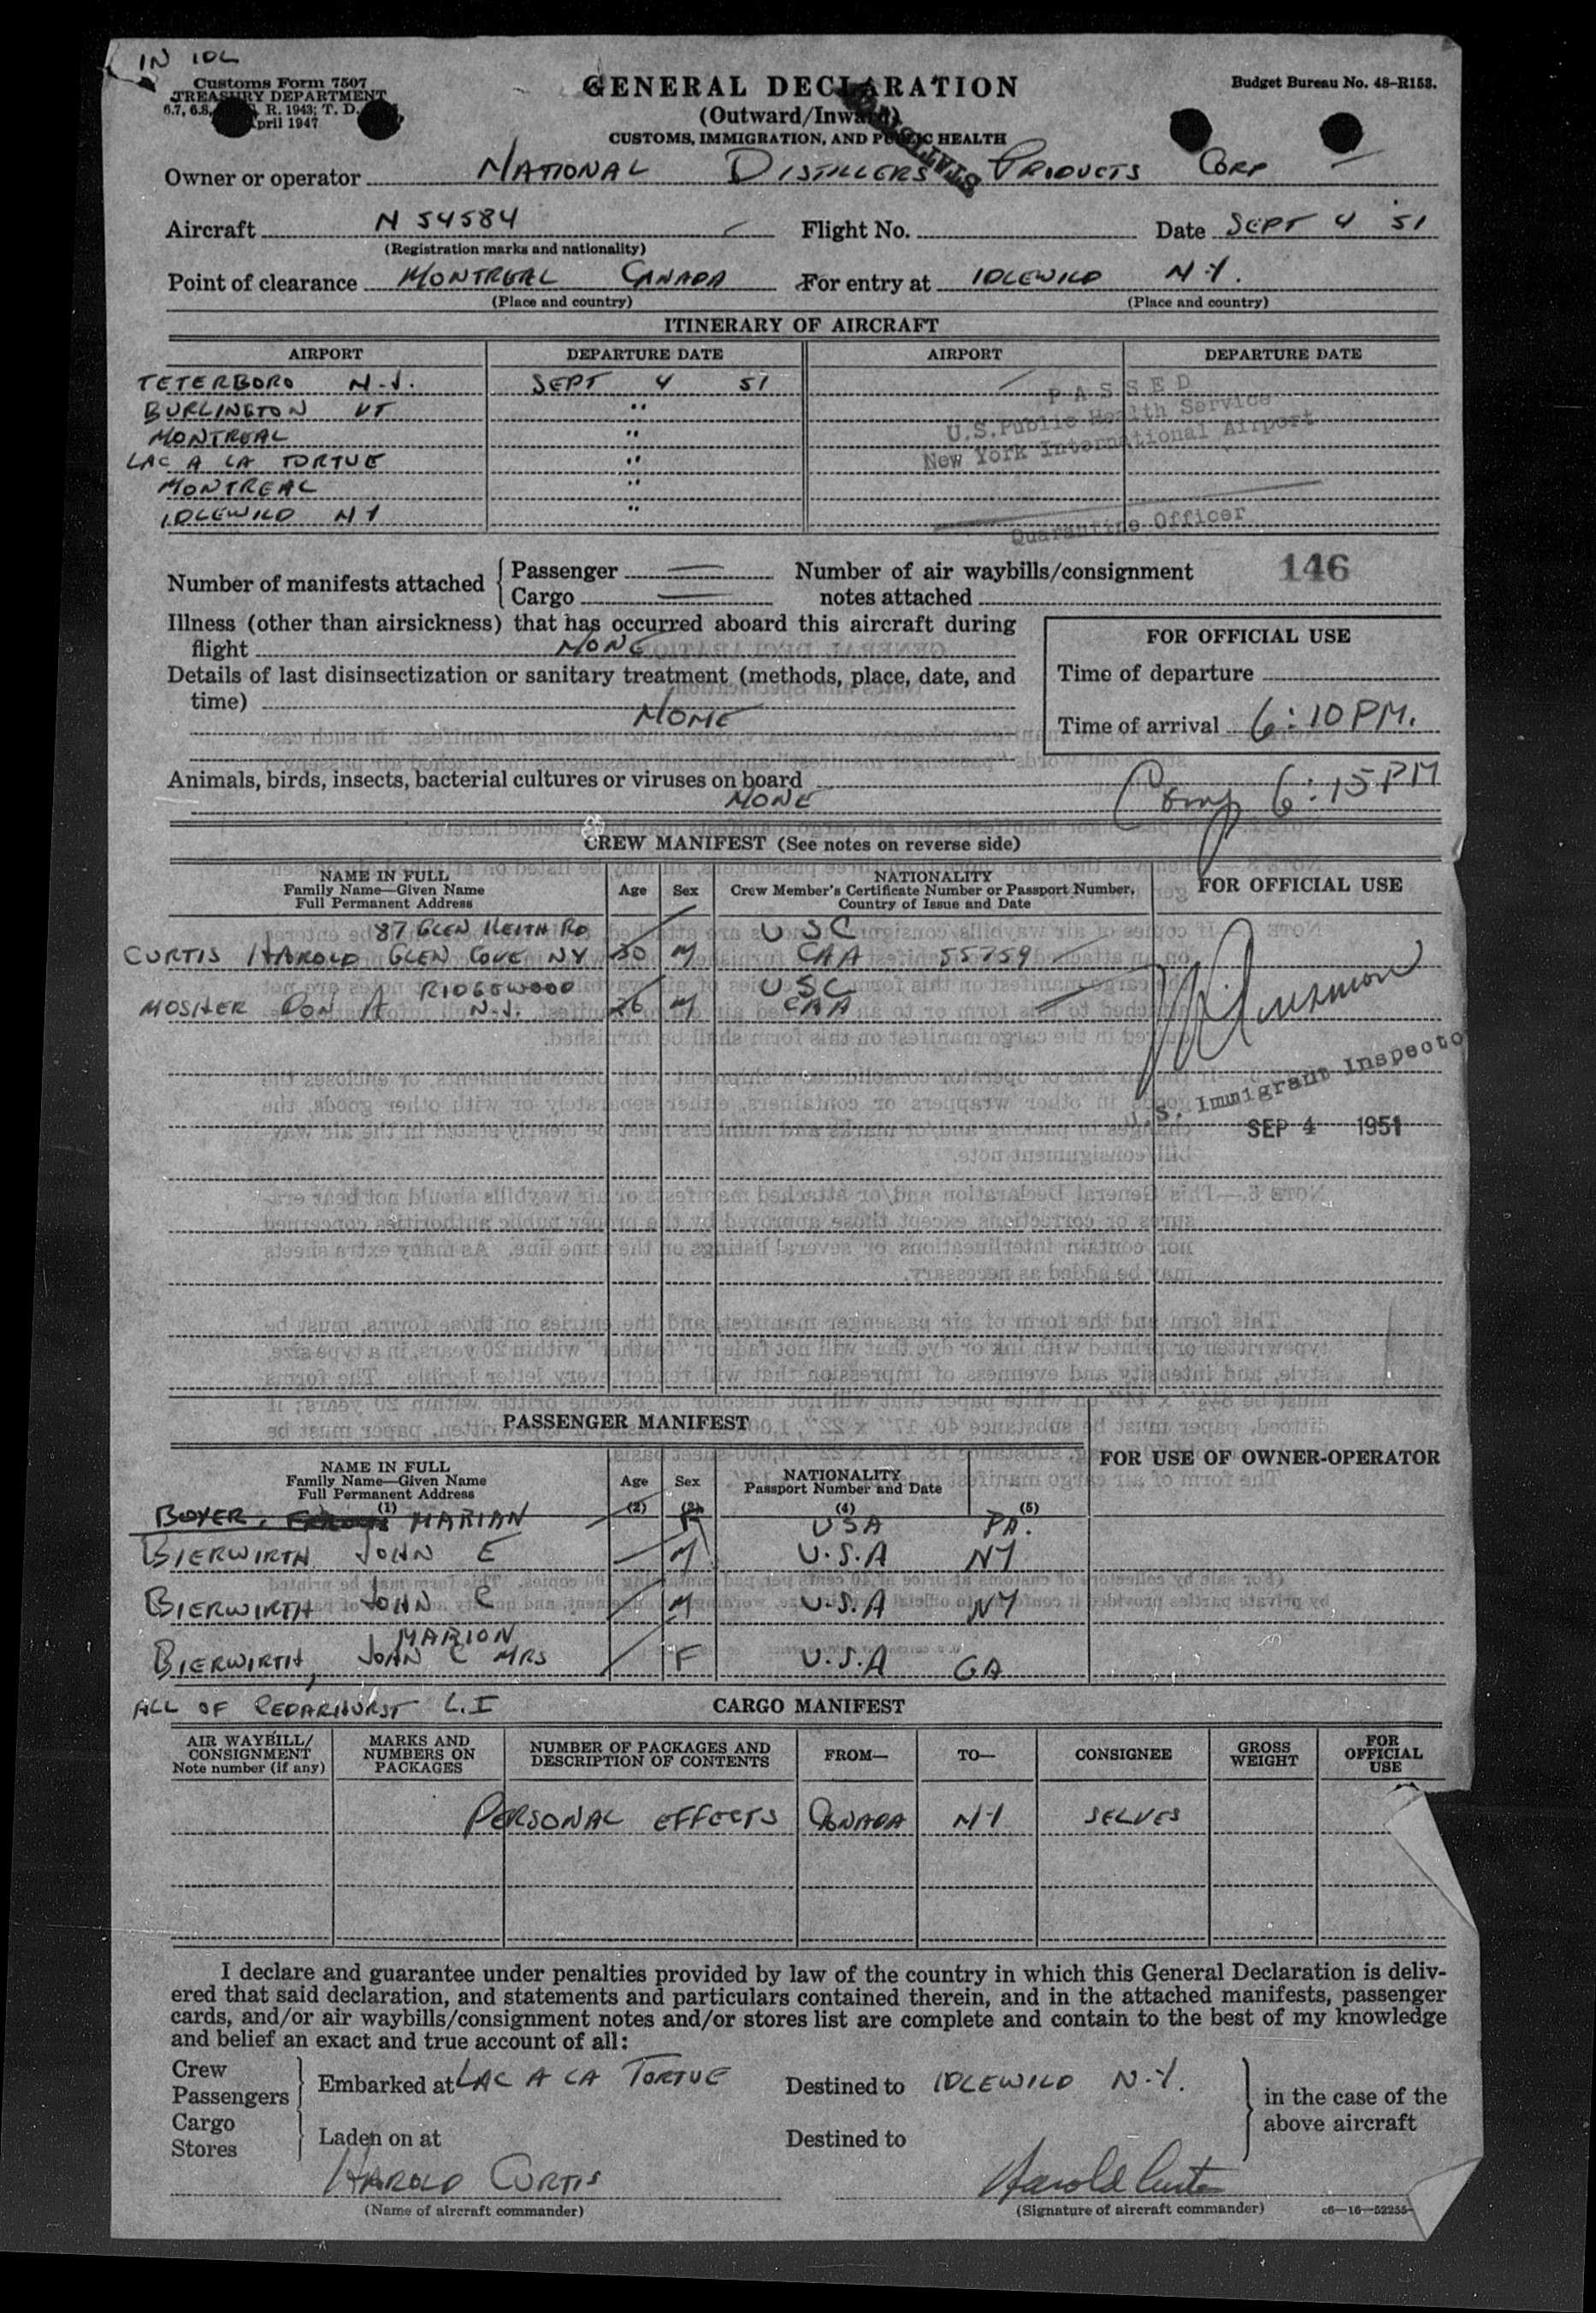 IN IDL
Customs Form 7507
TREASURY DEPARTMENT
6.7, 6.8, R. 1943; T. D.
April 1947
GENERAL DECLARATION
(Outward/Inward)
CUSTOMS, IMMIGRATION, AND PUBLIC HEALTH
Budget Bureau No. 48-R153.
Owner or operator NATIONAL DISTILLERS PRODUCTS CORP
Aircraft N 54584 Flight No. Date SEPT 4 '51
(Registration marks and nationality)
Point of clearance MONTREAL CANADA For entry at IDLEWILD N.Y.
(Place and country) (Place and country)
ITINERARY OF AIRCRAFT
AIRPORT DEPARTURE DATE AIRPORT DEPARTURE DATE
TETERBORO N.J. SEPT 4 51
BURLINGTON VT "
MONTREAL "
LAC A LA TORTUE "
MONTREAL "
IDLEWILD NY "
PASSED
U.S. Public Health Service
New York International Airport
Quarantine Officer
Number of manifests attached Passenger — Cargo — Number of air waybills/consignment notes attached
146
Illness (other than airsickness) that has occurred aboard this aircraft during
flight NONE
Details of last disinsectization or sanitary treatment (methods, place, date, and
time) NONE
FOR OFFICIAL USE
Time of departure
Time of arrival 6:10 PM.
Animals, birds, insects, bacterial cultures or viruses on board
NONE
6:15 PM
CREW MANIFEST (See notes on reverse side)
NAME IN FULL
Family Name—Given Name
Full Permanent Address
Age Sex
NATIONALITY
Crew Member's Certificate Number or Passport Number,
Country of Issue and Date
FOR OFFICIAL USE
87 GLEN KEITH RD USC
CURTIS HAROLD GLEN COVE NY 30 M CAA 55759
RIDGEWOOD USC
MOSHER DON A N.J. 26 M CAA
U.S. Immigrant Inspector
SEP 4 1951
PASSENGER MANIFEST
NAME IN FULL
Family Name—Given Name
Full Permanent Address
(1)
Age
(2)
Sex
(3)
NATIONALITY
Passport Number and Date
(4) (5)
FOR USE OF OWNER-OPERATOR
BOYER, MARIAN F USA PA.
BIERWIRTH JOHN E M U.S.A NY
BIERWIRTH JOHN C M U.S.A NY
MARION
BIERWIRTH, JOHN C MRS F U.S.A GA
ALL OF CEDARHURST L.I
CARGO MANIFEST
AIR WAYBILL/
CONSIGNMENT
Note number (if any)
MARKS AND
NUMBERS ON
PACKAGES
NUMBER OF PACKAGES AND
DESCRIPTION OF CONTENTS
FROM— TO— CONSIGNEE
GROSS
WEIGHT
FOR
OFFICIAL
USE
PERSONAL EFFECTS CANADA NY SELVES
I declare and guarantee under penalties provided by law of the country in which this General Declaration is deliv-
ered that said declaration, and statements and particulars contained therein, and in the attached manifests, passenger
cards, and/or air waybills/consignment notes and/or stores list are complete and contain to the best of my knowledge
and belief an exact and true account of all:
Crew
Passengers
Embarked at LAC A LA TORTUE Destined to IDLEWILD N.Y.
in the case of the
above aircraft
Cargo
Stores
Laden on at Destined to
HAROLD CURTIS Harold Curtis
(Name of aircraft commander) (Signature of aircraft commander) c6—16—52255-